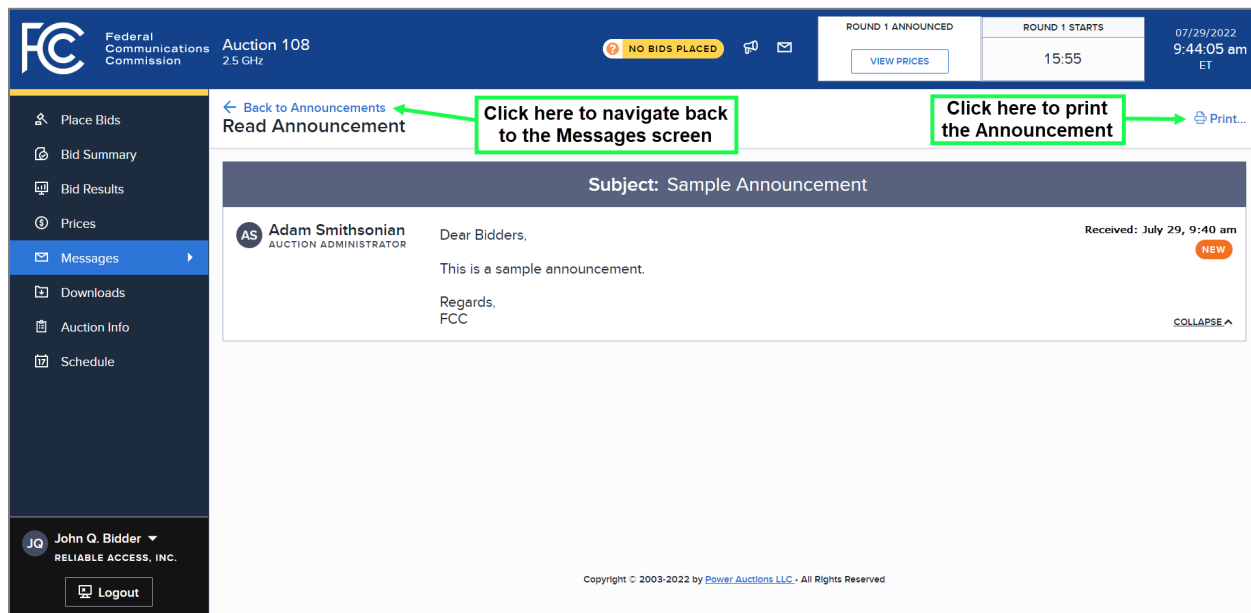 FCC
Federal
Communications
Commission
Auction 108
2.5 GHz
? NO BIDS PLACED
ROUND 1 ANNOUNCED
VIEW PRICES
ROUND 1 STARTS
15:55
07/29/2022
9:44:05 am
ET
Place Bids
Bid Summary
Bid Results
Prices
Messages
Downloads
Auction Info
17 Schedule
← Back to Announcements
Read Announcement
Click here to navigate back
to the Messages screen
Click here to print
the Announcement
Print...
Subject: Sample Announcement
AS
Adam Smithsonian
AUCTION ADMINISTRATOR
Dear Bidders,
This is a sample announcement.
Regards,
FCC
Received: July 29, 9:40 am
NEW
COLLAPSE
JQ
John Q. Bidder
RELIABLE ACCESS, INC.
Logout
Copyright © 2003-2022 by Power Auctions LLC - All Rights Reserved